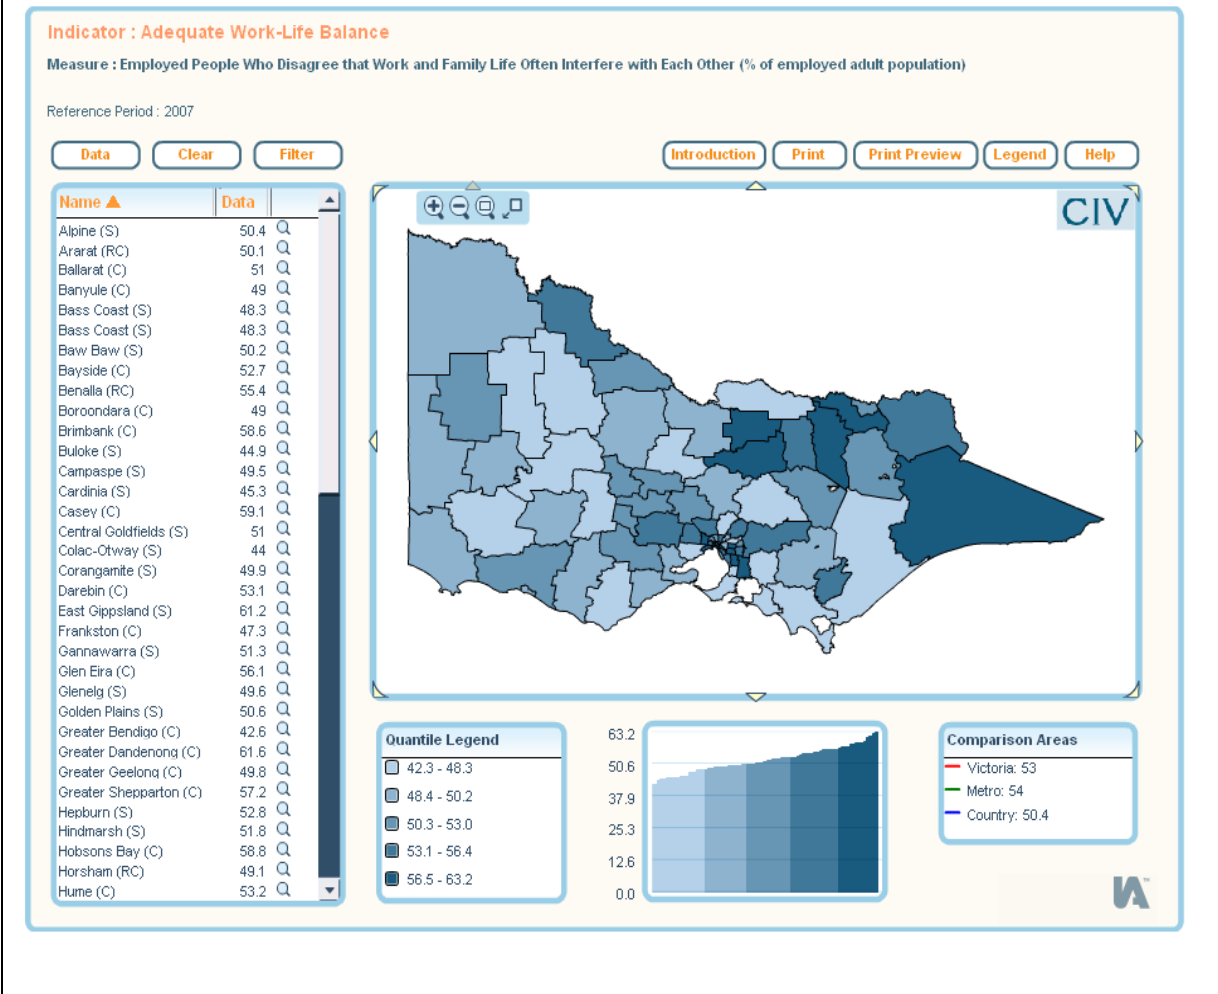 Indicator : Adequate Work-Life Balance
Measure : Employed People Who Disagree that Work and Family Life Often Interfere with Each Other (% of employed adult population)
Reference Period : 2007
Data Clear Filter Introduction Print Print Preview Legend Help
Name Data
Alpine (S) 50.4
Ararat (RC) 50.1
Ballarat (C) 51
Banyule (C) 49
Bass Coast (S) 48.3
Bass Coast (S) 48.3
Baw Baw (S) 50.2
Bayside (C) 52.7
Benalla (RC) 55.4
Boroondara (C) 49
Brimbank (C) 58.6
Buloke (S) 44.9
Campaspe (S) 49.5
Cardinia (S) 45.3
Casey (C) 59.1
Central Goldfields (S) 51
Colac-Otway (S) 44
Corangamite (S) 49.9
Darebin (C) 53.1
East Gippsland (S) 61.2
Frankston (C) 47.3
Gannawarra (S) 51.3
Glen Eira (C) 56.1
Glenelg (S) 49.6
Golden Plains (S) 50.6
Greater Bendigo (C) 42.6
Greater Dandenong (C) 61.6
Greater Geelong (C) 49.8
Greater Shepparton (C) 57.2
Hepburn (S) 52.8
Hindmarsh (S) 51.8
Hobsons Bay (C) 58.8
Horsham (RC) 49.1
Hume (C) 53.2
CIV
Quantile Legend
42.3 - 48.3
48.4 - 50.2
50.3 - 53.0
53.1 - 56.4
56.5 - 63.2
63.2
50.6
37.9
25.3
12.6
0.0
Comparison Areas
Victoria: 53
Metro: 54
Country: 50.4
IA™